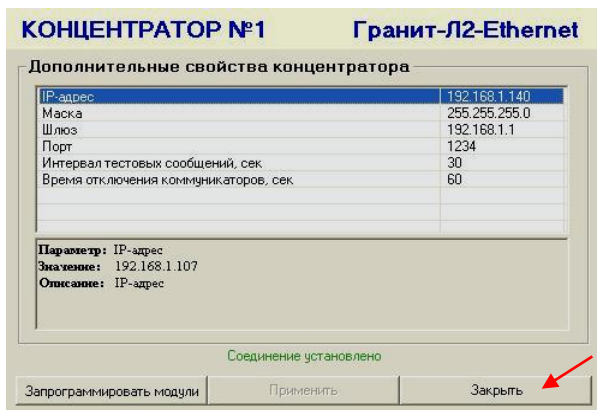 КОНЦЕНТРАТОР №1 Гранит-Л2-Ethernet
Дополнительные свойства концентратора
IP-адрес 192.168.1.140
Маска 255.255.255.0
Шлюз 192.168.1.1
Порт 1234
Интервал тестовых сообщений, сек 30
Время отключения коммуникаторов, сек 60
Параметр: IP-адрес
Значение: 192.168.1.107
Описание: IP-адрес
Соединение установлено
Запрограммировать модули Применить Закрыть